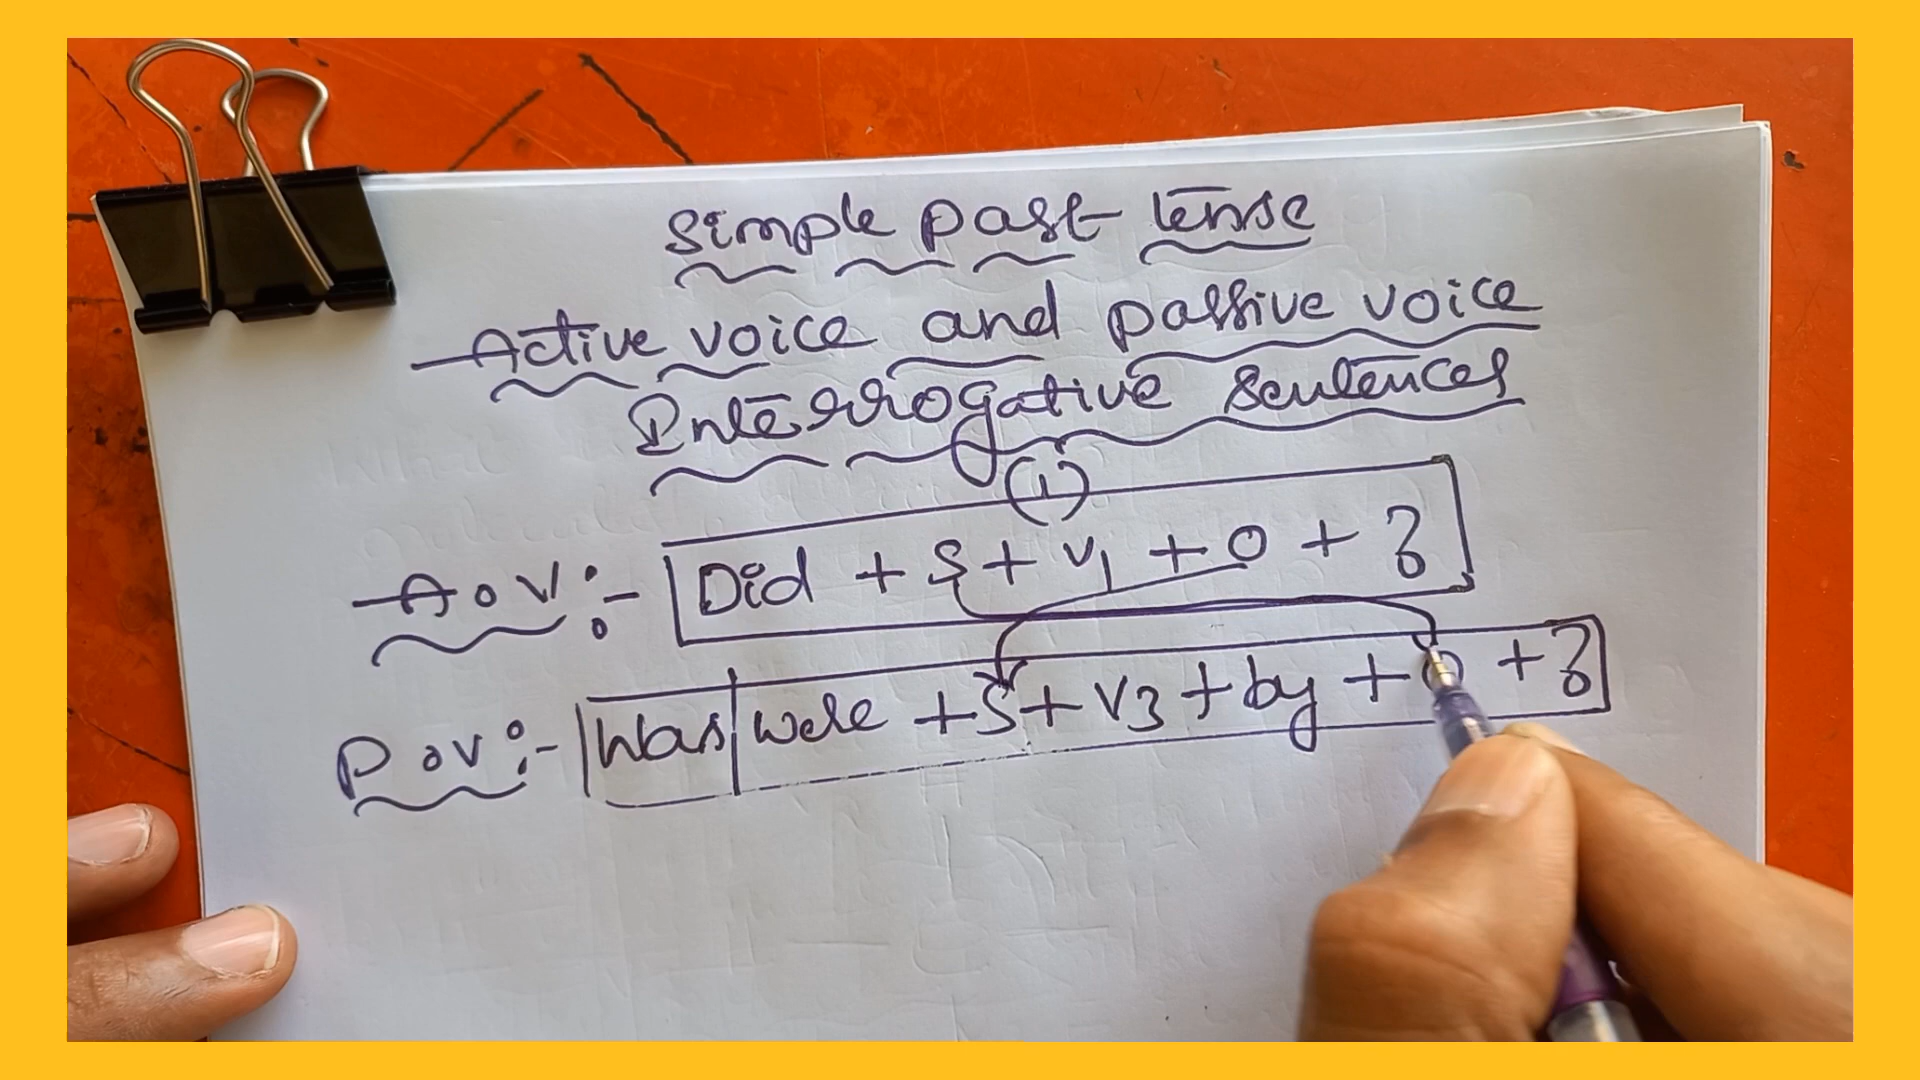 Simple past tense
Active voice and passive voice
Interrogative sentences
(1)
A.V:- Did + S + V1 + O + ?
P.V:- Was/were + S + V3 + by + O + ?